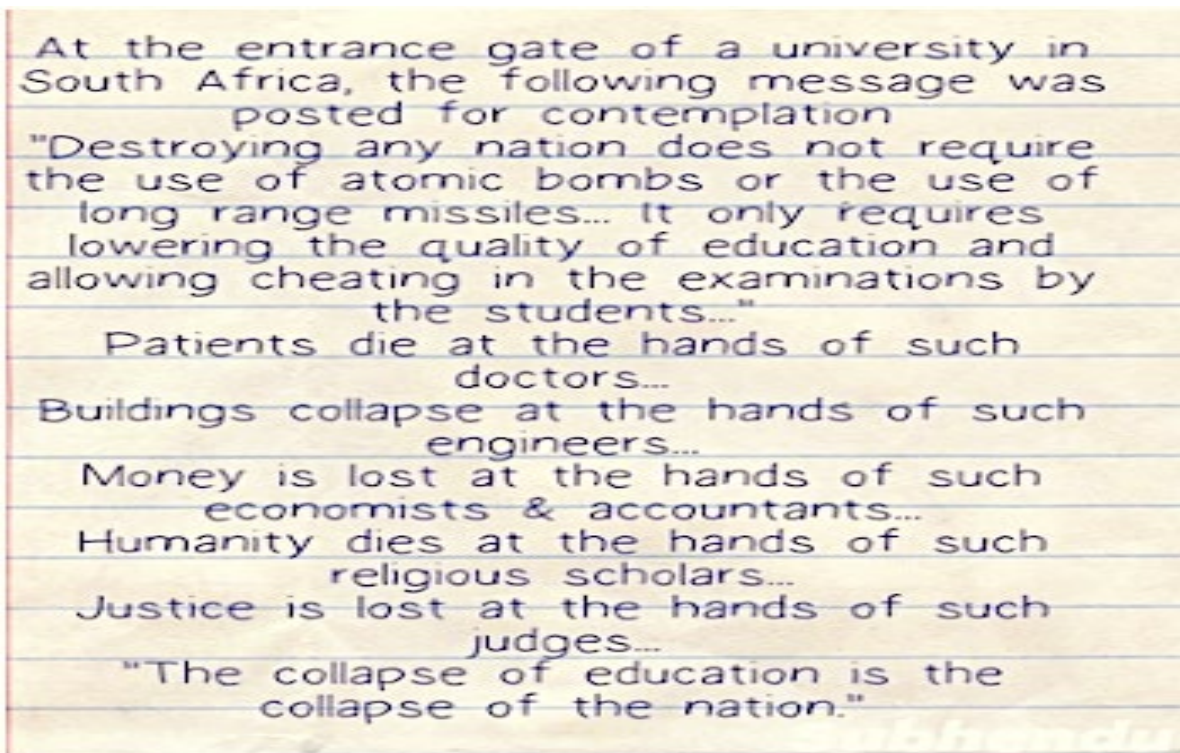 At the entrance gate of a university in
South Africa, the following message was
posted for contemplation
"Destroying any nation does not require
the use of atomic bombs or the use of
long range missiles... It only requires
lowering the quality of education and
allowing cheating in the examinations by
the students..."
Patients die at the hands of such
doctors...
Buildings collapse at the hands of such
engineers...
Money is lost at the hands of such
economists & accountants...
Humanity dies at the hands of such
religious scholars...
Justice is lost at the hands of such
judges...
"The collapse of education is the
collapse of the nation."
Subhendu